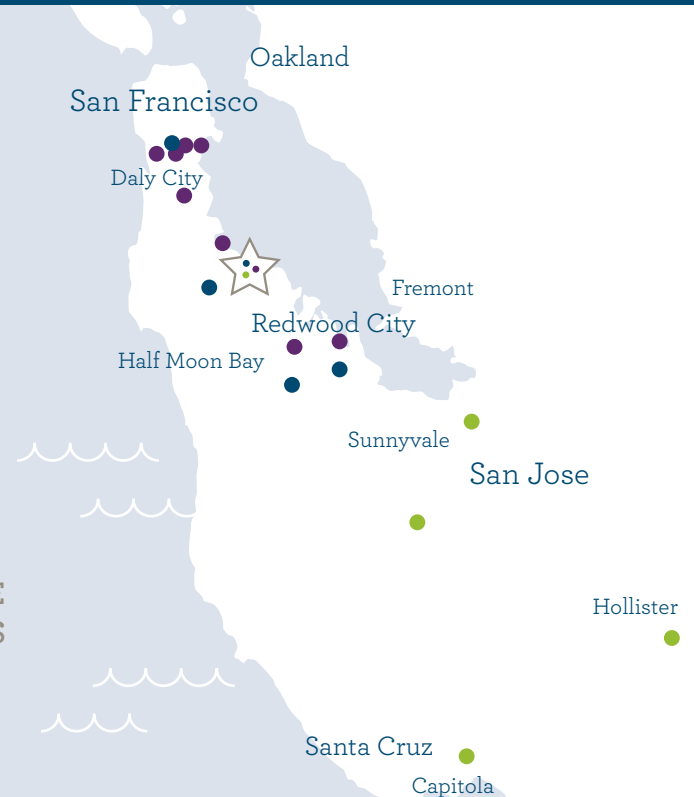 Oakland
San Francisco
Daly City
Fremont
Redwood City
Half Moon Bay
Sunnyvale
San Jose
Hollister
Santa Cruz
Capitola